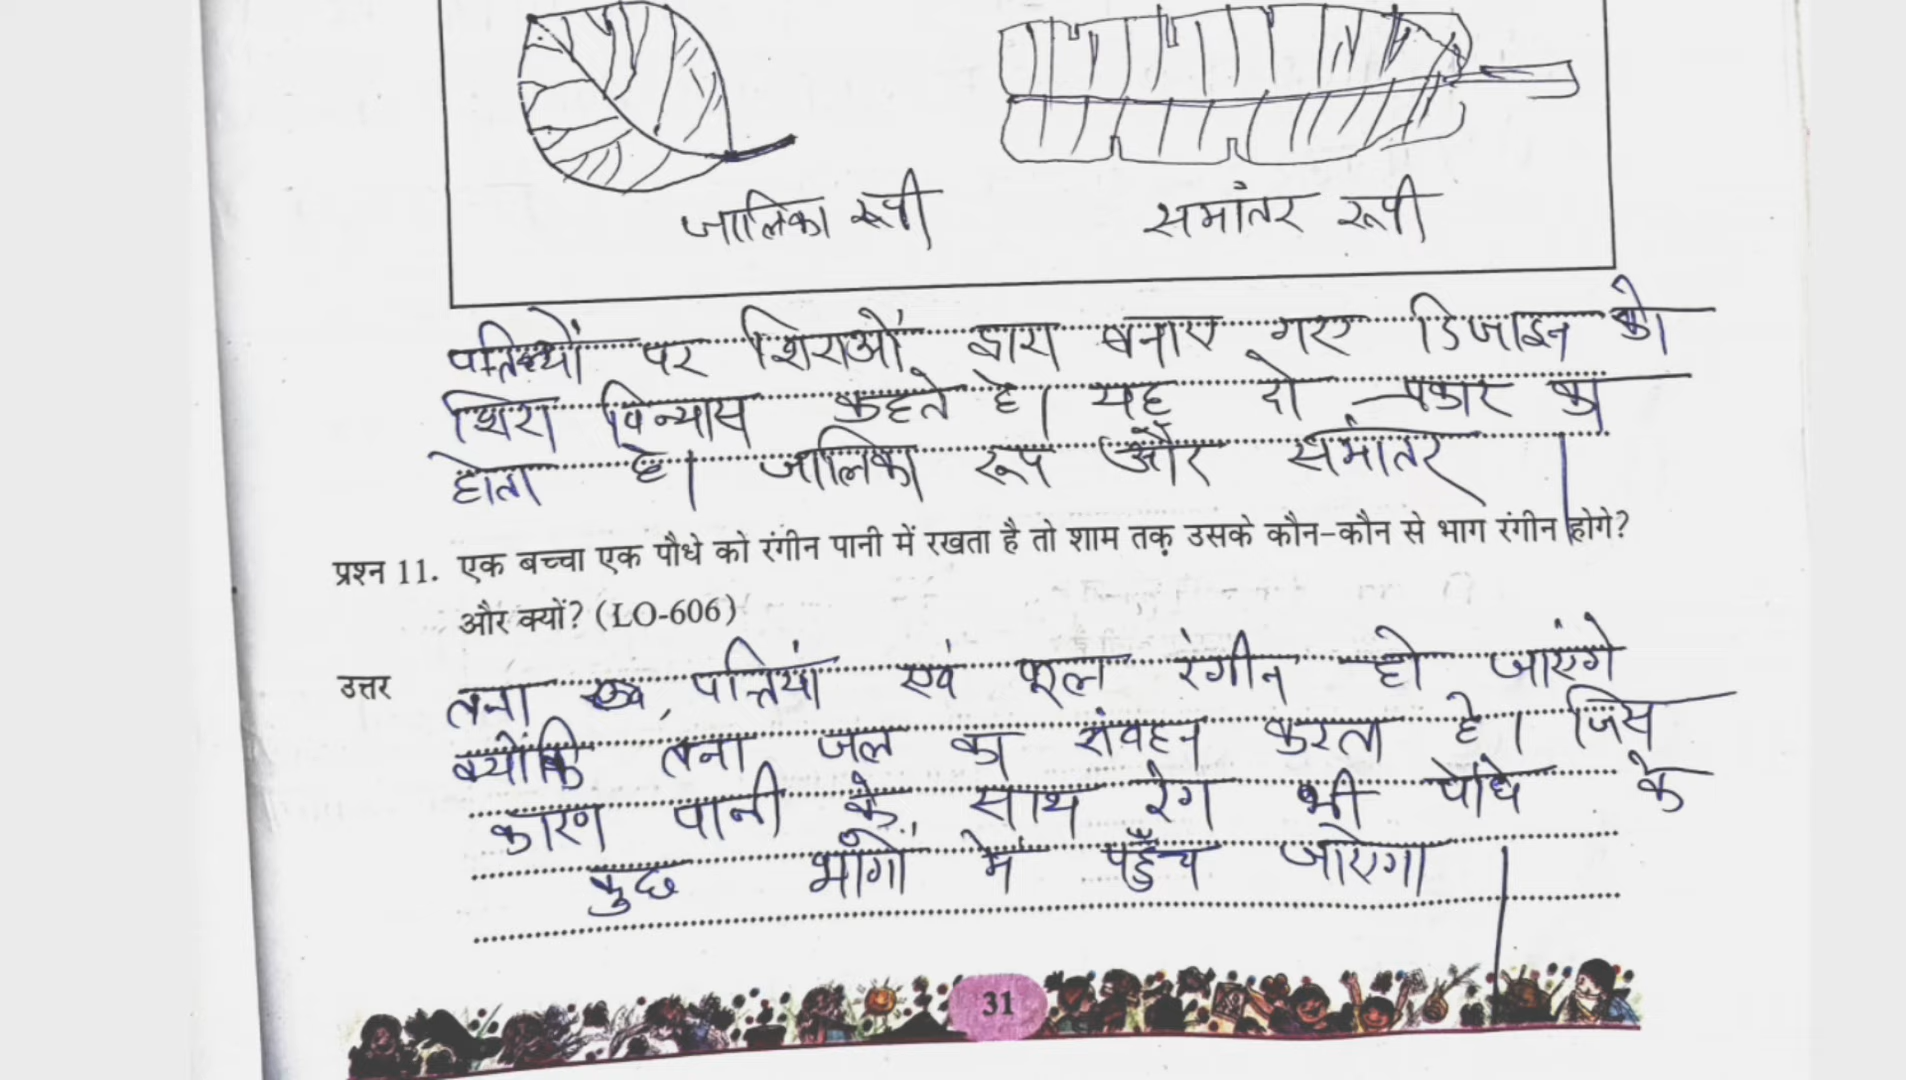 जालिका रूपी समांतर रूपी
पत्तियों पर शिराओं द्वारा बनाए गए डिजाइन को
शिरा विन्यास कहते है। यह दो प्रकार का
होता है। जालिका रूप और समांतर
प्रश्न 11. एक बच्चा एक पौधे को रंगीन पानी में रखता है तो शाम तक़ उसके कौन-कौन से भाग रंगीन होगे?
और क्यों? (LO-606)
उत्तर तना , पत्तियां एवं फूल रंगीन हो जाएंगे
क्योंकि तना जल का संवहन करता है। जिस
कारण पानी के साथ रंग भी पौधे के
कुछ भागों में पहुँच जाएगा
31